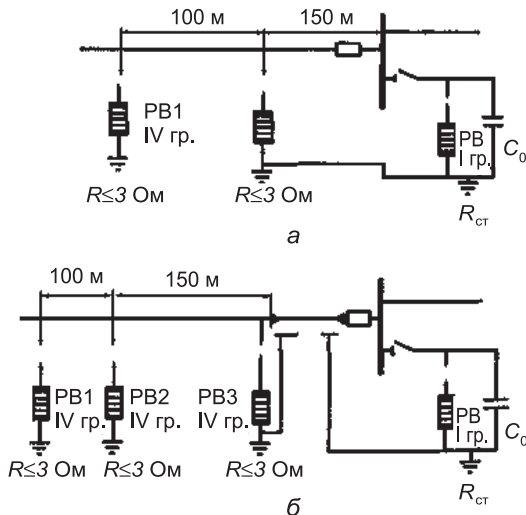 100 м 150 м
РВ1
IV гр.
РВ
I гр.
C₀
R≤3 Ом R≤3 Ом
Rст
а
100 м 150 м
РВ1
IV гр.
РВ2
IV гр.
РВ3
IV гр.
РВ
I гр.
C₀
R≤3 Ом R≤3 Ом R≤3 Ом
Rст
б